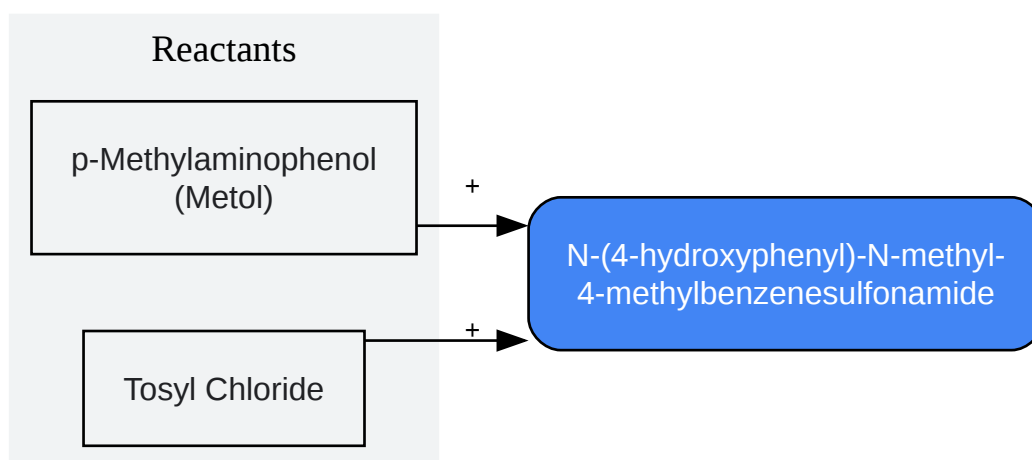 Reactants
p-Methylaminophenol
(Metol)
+
N-(4-hydroxyphenyl)-N-methyl-
4-methylbenzenesulfonamide
+
Tosyl Chloride